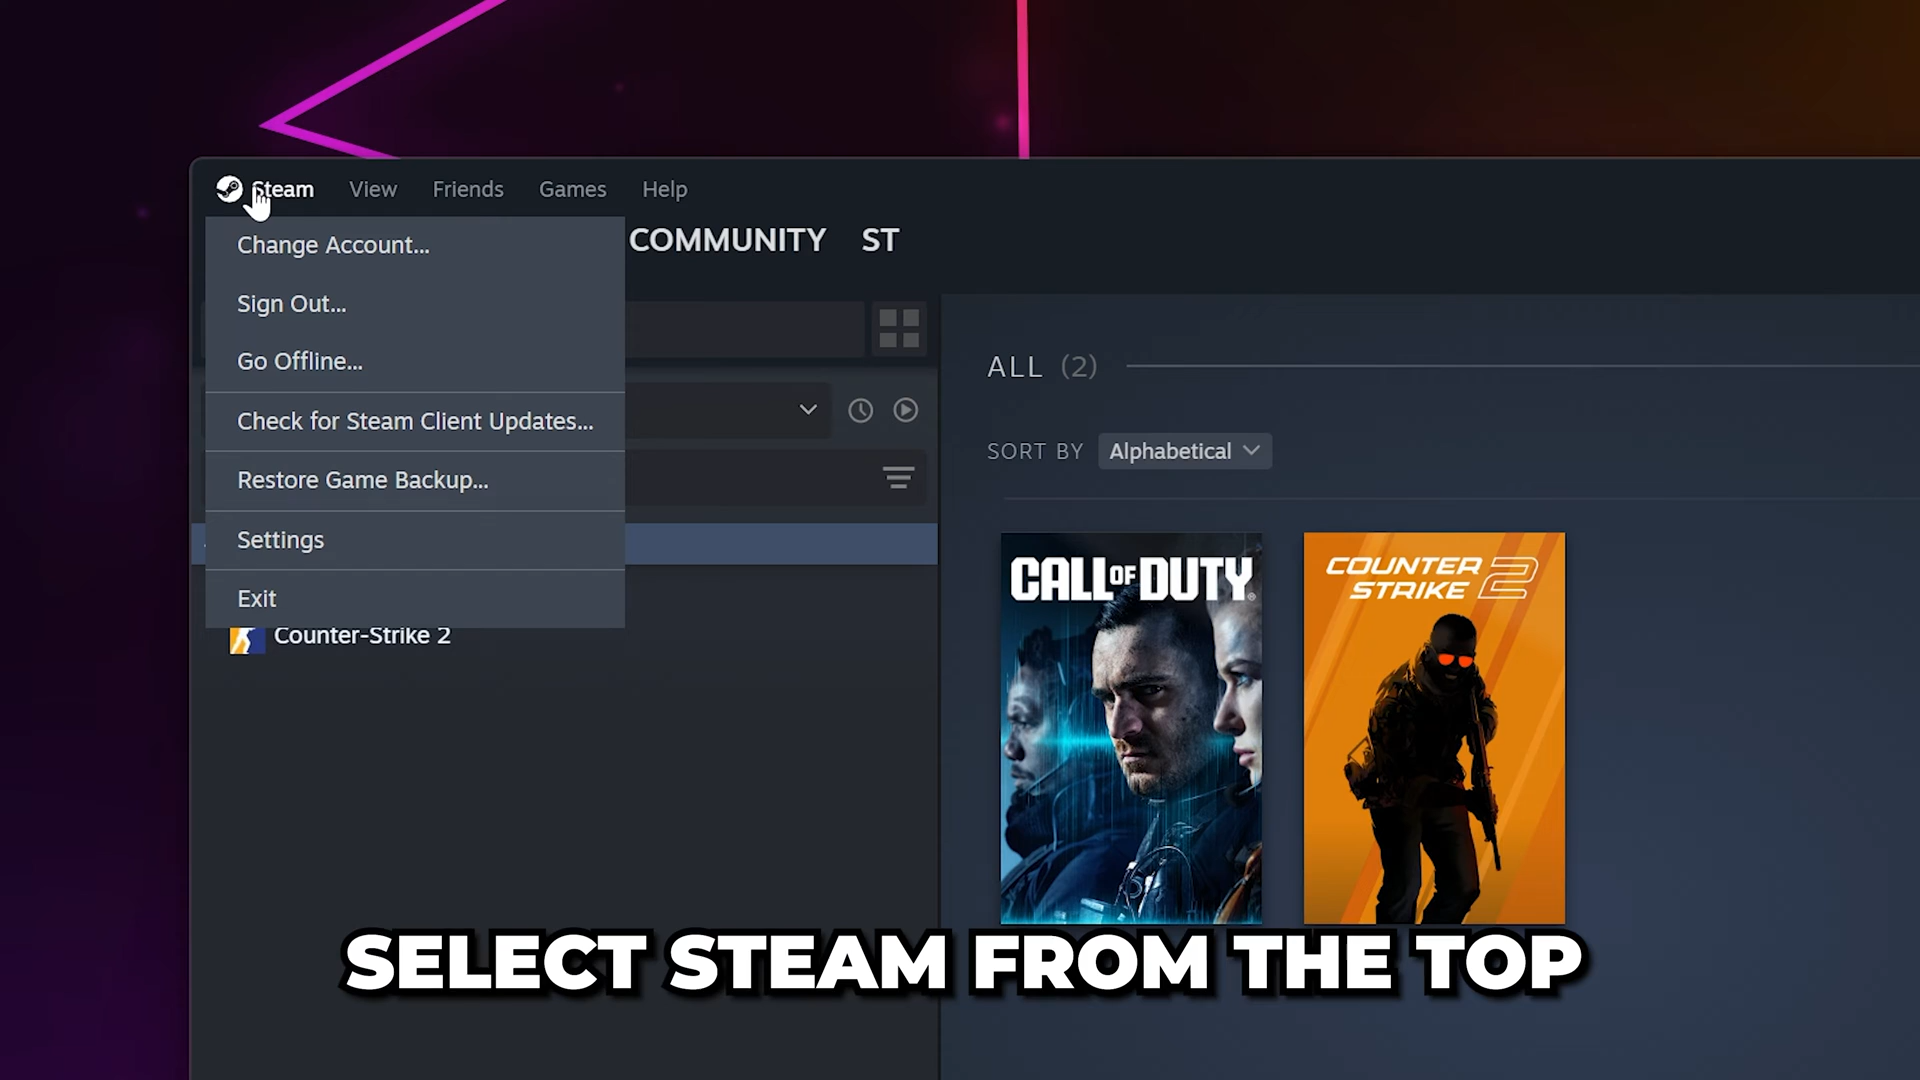 Steam View Friends Games Help
Change Account...
COMMUNITY ST
Sign Out...
Go Offline...
Check for Steam Client Updates...
Restore Game Backup...
Settings
Exit
Counter-Strike 2
ALL (2)
SORT BY Alphabetical
CALL OF DUTY
COUNTER
STRIKE 2
SELECT STEAM FROM THE TOP